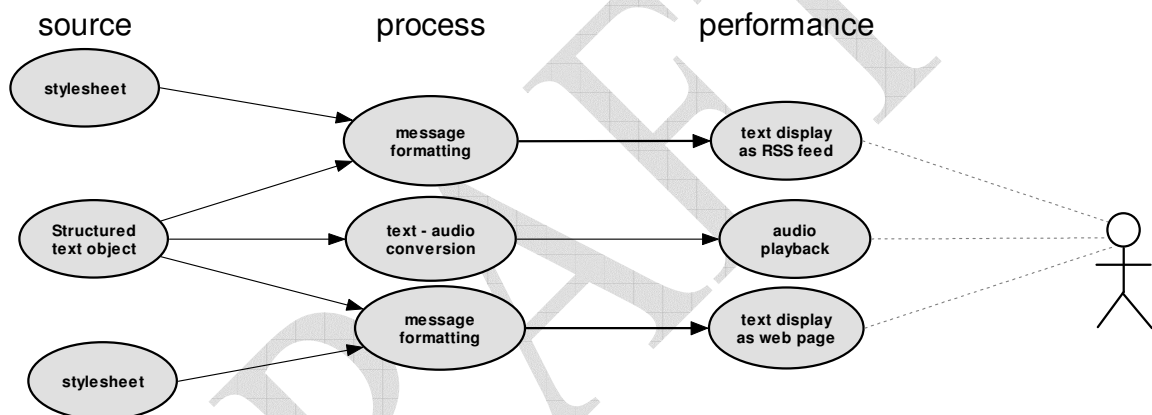 source process performance
stylesheet
message
formatting
text display
as RSS feed
Structured
text object
text - audio
conversion
audio
playback
message
formatting
text display
as web page
stylesheet
DRAFT